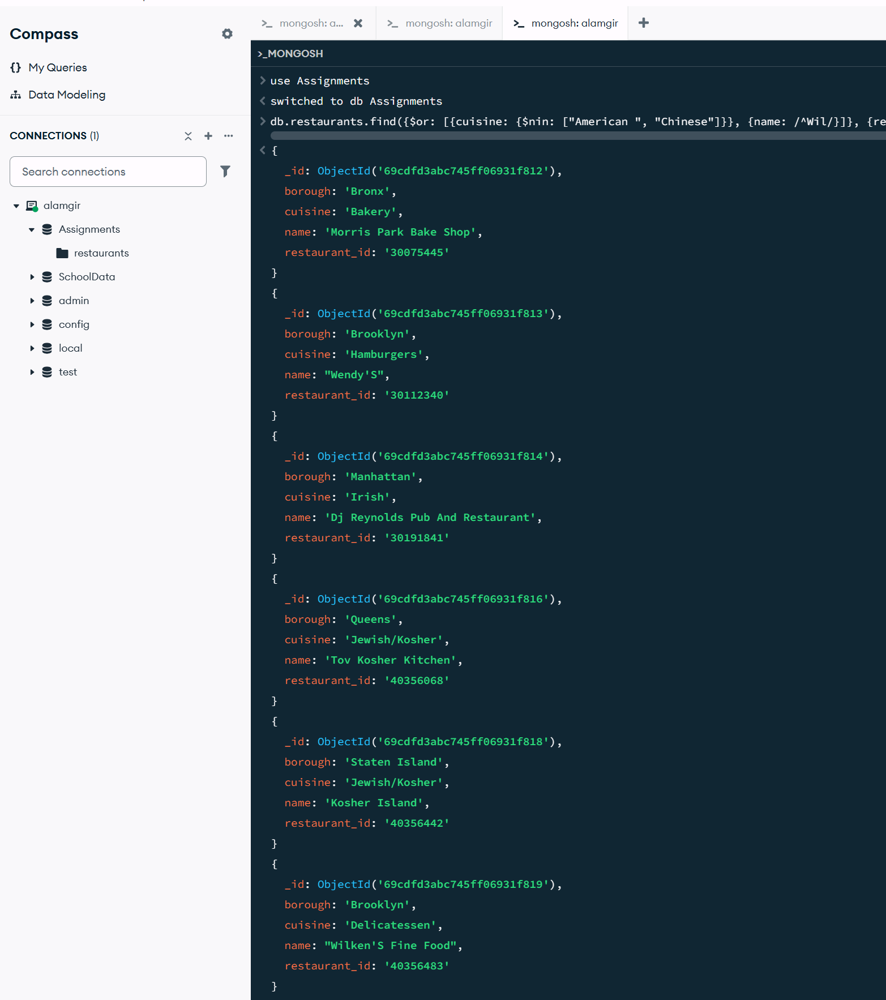 Compass
My Queries
Data Modeling
CONNECTIONS (1)
Search connections
alamgir
Assignments
restaurants
SchoolData
admin
config
local
test
mongosh: a...
mongosh: alamgir
mongosh: alamgir
>_MONGOSH
use Assignments
switched to db Assignments
db.restaurants.find({$or: [{cuisine: {$nin: ["American ", "Chinese"]}}, {name: /^Wil/}]}, {re
{
_id: ObjectId('69cdfd3abc745ff06931f812'),
borough: 'Bronx',
cuisine: 'Bakery',
name: 'Morris Park Bake Shop',
restaurant_id: '30075445'
}
{
_id: ObjectId('69cdfd3abc745ff06931f813'),
borough: 'Brooklyn',
cuisine: 'Hamburgers',
name: "Wendy'S",
restaurant_id: '30112340'
}
{
_id: ObjectId('69cdfd3abc745ff06931f814'),
borough: 'Manhattan',
cuisine: 'Irish',
name: 'Dj Reynolds Pub And Restaurant',
restaurant_id: '30191841'
}
{
_id: ObjectId('69cdfd3abc745ff06931f816'),
borough: 'Queens',
cuisine: 'Jewish/Kosher',
name: 'Tov Kosher Kitchen',
restaurant_id: '40356068'
}
{
_id: ObjectId('69cdfd3abc745ff06931f818'),
borough: 'Staten Island',
cuisine: 'Jewish/Kosher',
name: 'Kosher Island',
restaurant_id: '40356442'
}
{
_id: ObjectId('69cdfd3abc745ff06931f819'),
borough: 'Brooklyn',
cuisine: 'Delicatessen',
name: "Wilken'S Fine Food",
restaurant_id: '40356483'
}